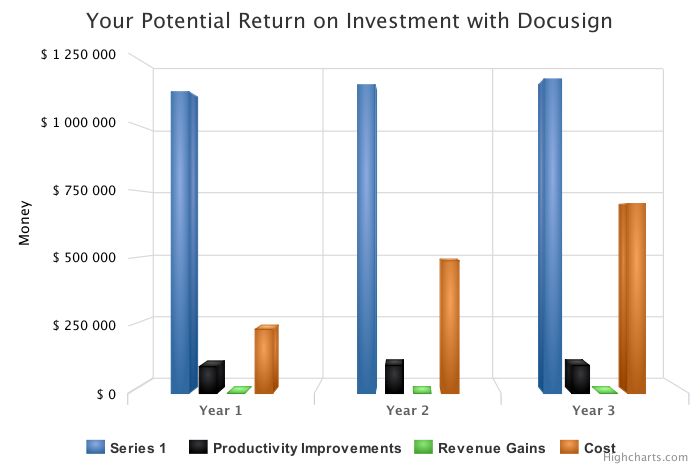 Your Potential Return on Investment with Docusign
$ 1 250 000
$ 1 000 000
$ 750 000
$ 500 000
$ 250 000
$ 0
Money
Year 1
Year 2
Year 3
Series 1
Productivity Improvements
Revenue Gains
Cost
Highcharts.com